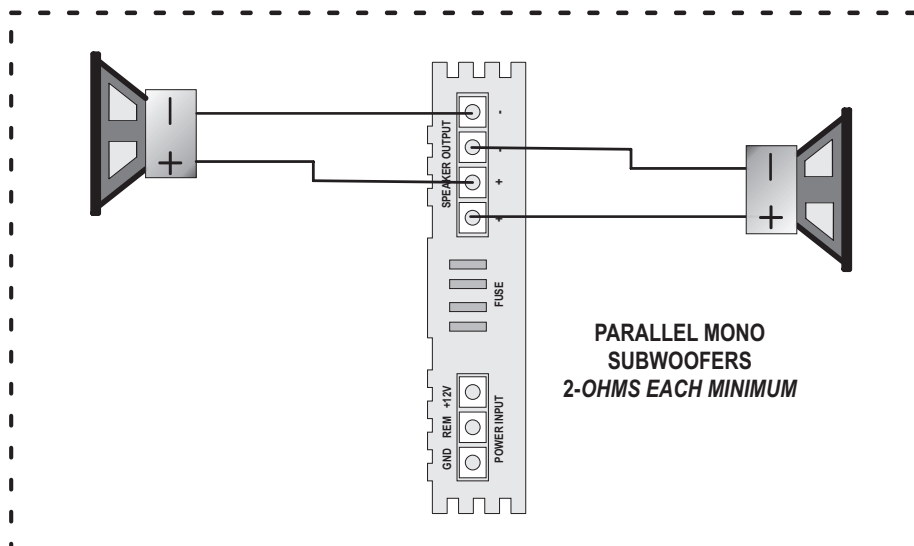 −
+
SPEAKER OUTPUT
-
-
+
+
−
+
FUSE
PARALLEL MONO
SUBWOOFERS
2-OHMS EACH MINIMUM
GND REM +12V
POWER INPUT